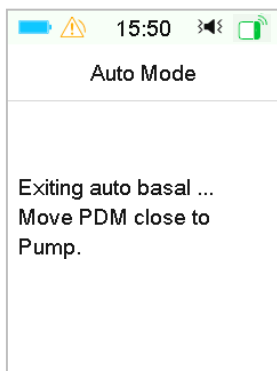 15:50
Auto Mode
Exiting auto basal ...
Move PDM close to
Pump.